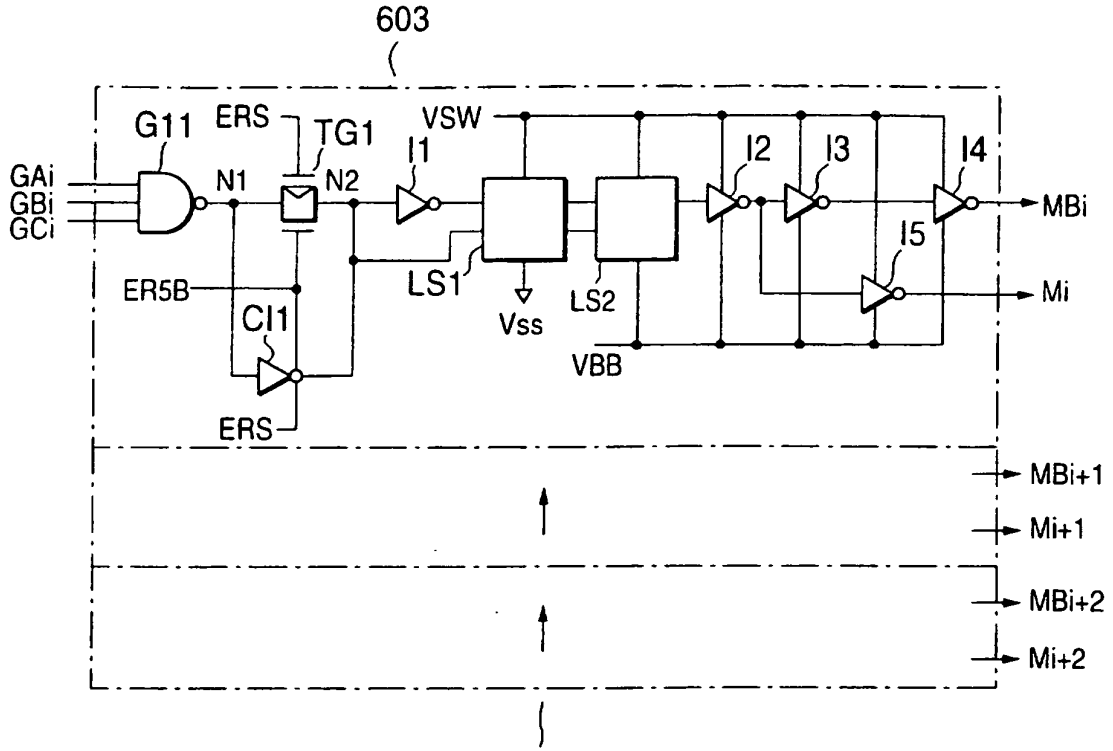 603
ERS
TG1
VSW
G11
I1
I2
I3
I4
GAi
GBi
GCi
N1
N2
MBi
I5
ER5B
LS1
LS2
Mi
CI1
Vss
VBB
ERS
MBi+1
Mi+1
MBi+2
Mi+2